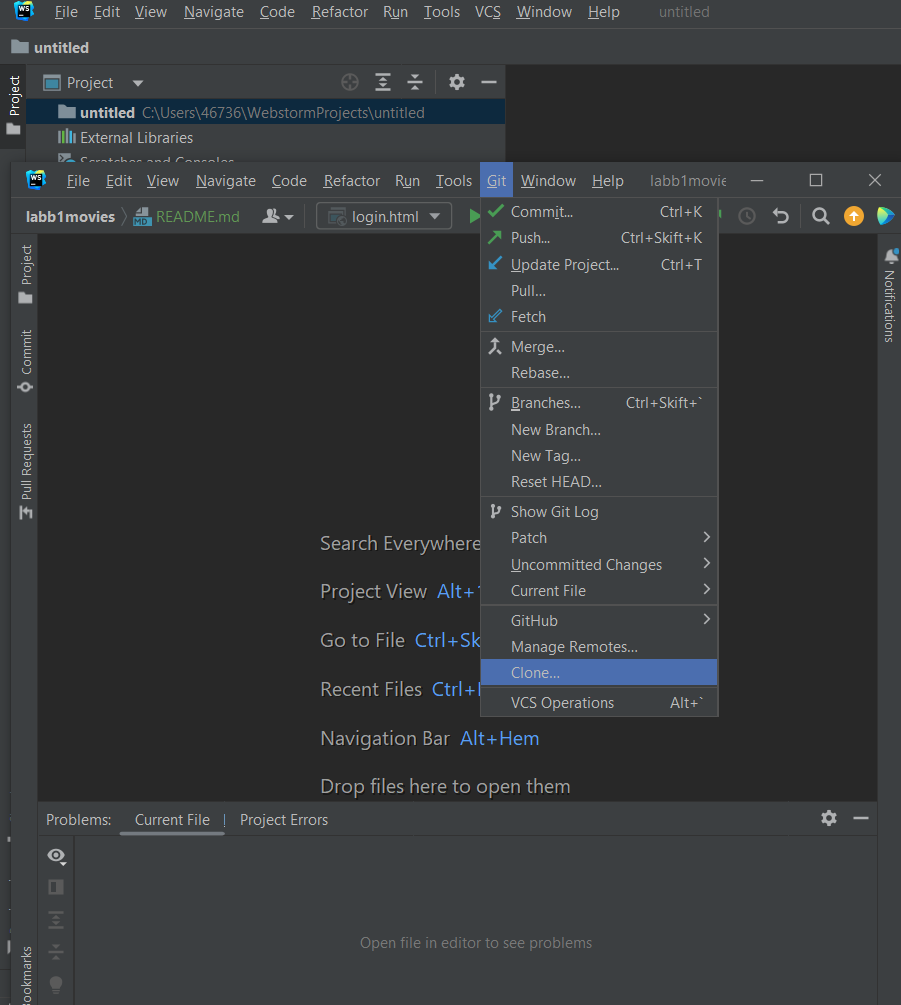 WS File Edit View Navigate Code Refactor Run Tools VCS Window Help untitled
untitled
Project
Project
untitled C:\Users\46736\WebstormProjects\untitled
External Libraries
Scratches and Consoles
WS File Edit View Navigate Code Refactor Run Tools Git Window Help labb1movie
labb1movies README.md login.html
MD
Commit... Ctrl+K
Push... Ctrl+Skift+K
Update Project... Ctrl+T
Pull...
Fetch
Merge...
Rebase...
Branches... Ctrl+Skift+`
New Branch...
New Tag...
Reset HEAD...
Show Git Log
Patch
Uncommitted Changes
Current File
GitHub
Manage Remotes...
Clone...
VCS Operations Alt+`
Project
Commit
Pull Requests
Notifications
Search Everywhere
Project View Alt+
Go to File Ctrl+Sk
Recent Files Ctrl+
Navigation Bar Alt+Hem
Drop files here to open them
Problems: Current File Project Errors
Open file in editor to see problems
Bookmarks